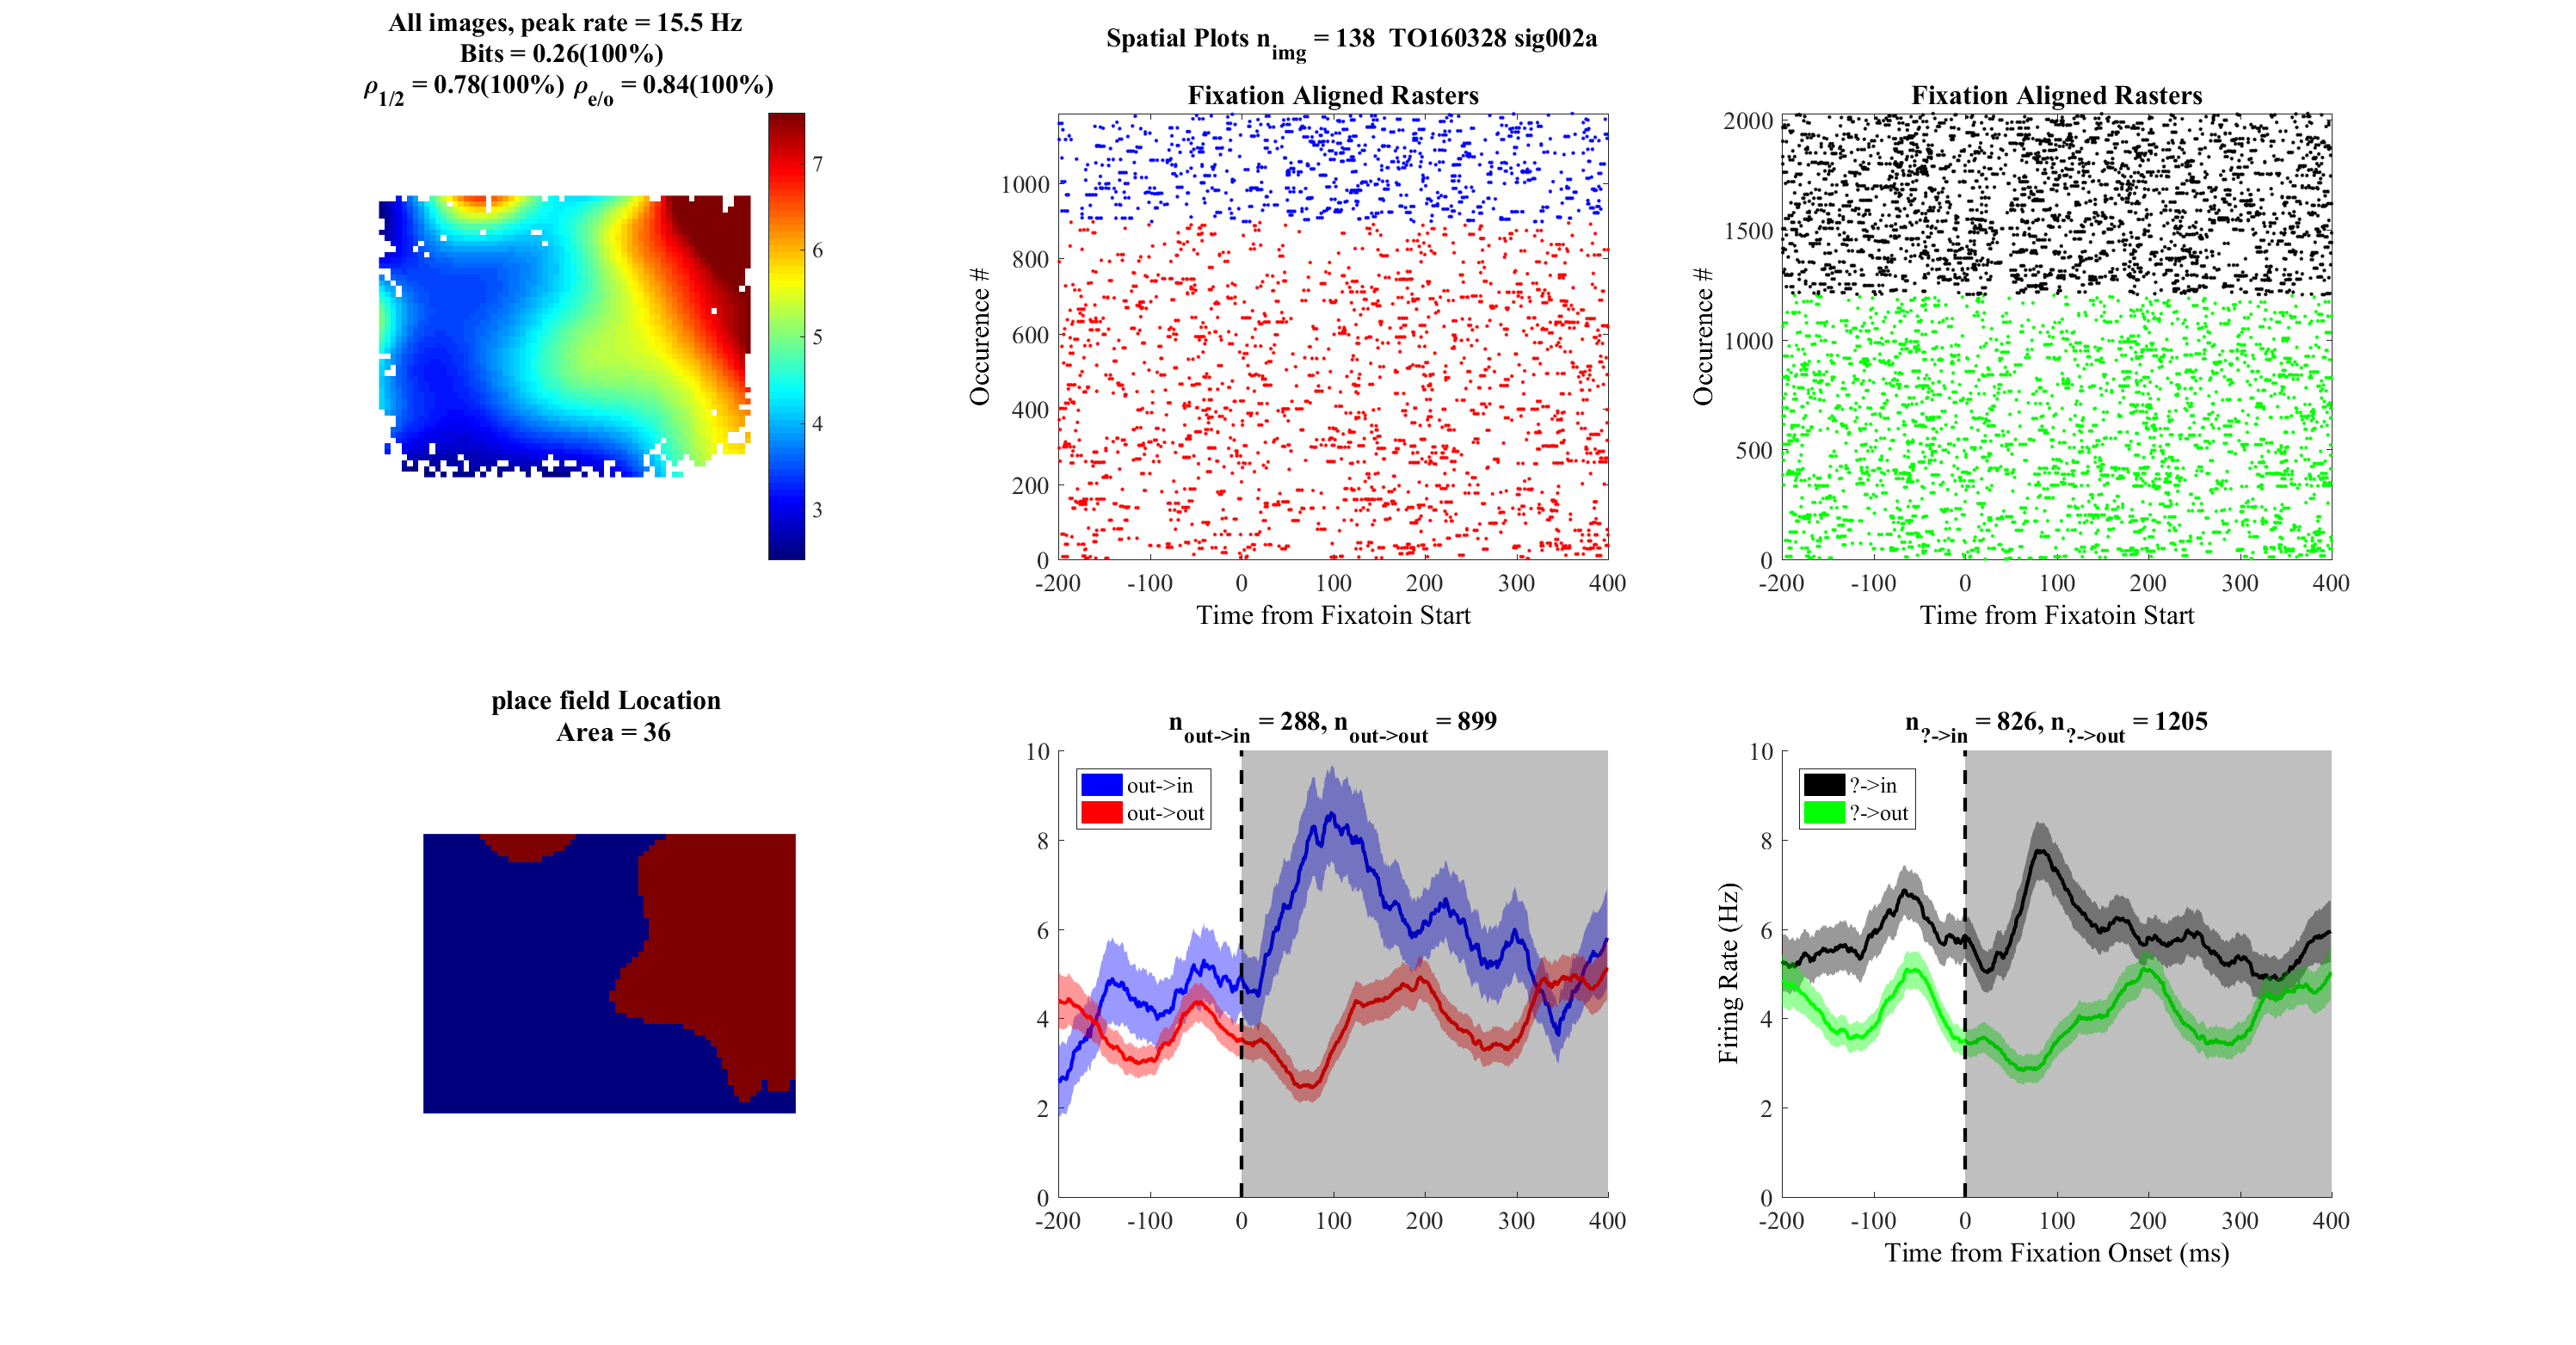 All images, peak rate = 15.5 Hz
Bits = 0.26(100%)
ρ1/2 = 0.78(100%) ρe/o = 0.84(100%)
7
6
5
4
3
Spatial Plots nimg = 138 TO160328 sig002a
Fixation Aligned Rasters
Occurence #
1000
800
600
400
200
0
-200 -100 0 100 200 300 400
Time from Fixatoin Start
Fixation Aligned Rasters
Occurence #
2000
1500
1000
500
0
-200 -100 0 100 200 300 400
Time from Fixatoin Start
place field Location
Area = 36
nout->in = 288, nout->out = 899
10
8
6
4
2
0
out->in
out->out
-200 -100 0 100 200 300 400
n?->in = 826, n?->out = 1205
Firing Rate (Hz)
10
8
6
4
2
0
?->in
?->out
-200 -100 0 100 200 300 400
Time from Fixation Onset (ms)